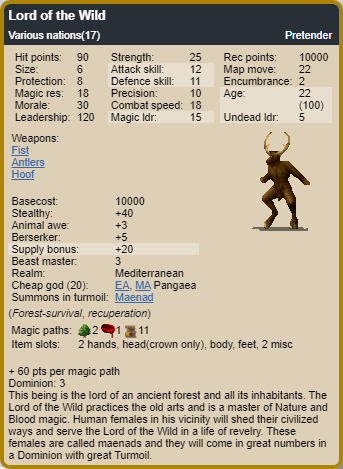 Lord of the Wild
Various nations(17) Pretender
Hit points: 90 Strength: 25 Rec points: 10000
Size: 6 Attack skill: 12 Map move: 22
Protection: 8 Defence skill: 11 Encumbrance: 2
Magic res: 18 Precision: 10 Age: 22
Morale: 30 Combat speed: 18 (100)
Leadership: 120 Magic ldr: 15 Undead ldr: 5
Weapons:
Fist
Antlers
Hoof
Basecost: 10000
Stealthy: +40
Animal awe: +3
Berserker: +5
Supply bonus: +20
Beast master: 3
Realm: Mediterranean
Cheap god (20): EA, MA Pangaea
Summons in turmoil: Maenad
(Forest-survival, recuperation)
Magic paths: 2 1 11
Item slots: 2 hands, head(crown only), body, feet, 2 misc
+ 60 pts per magic path
Dominion: 3
This being is the lord of an ancient forest and all its inhabitants. The
Lord of the Wild practices the old arts and is a master of Nature and
Blood magic. Human females in his vicinity will shed their civilized
ways and serve the Lord of the Wild in a life of revelry. These
females are called maenads and they will come in great numbers in
a Dominion with great Turmoil.